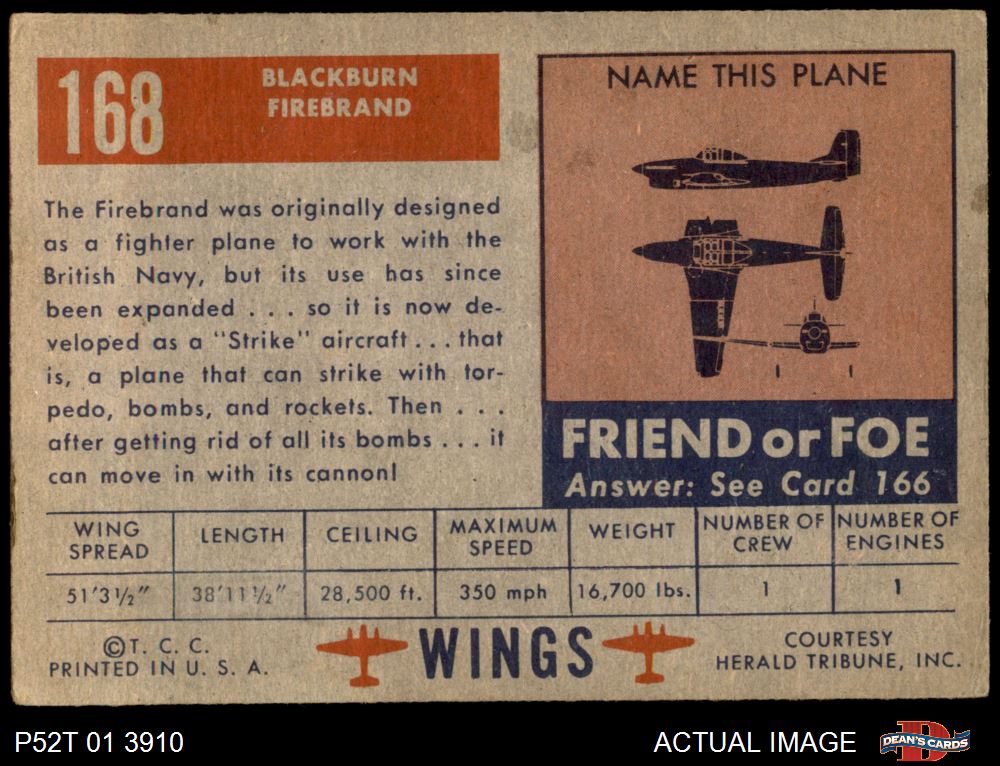 168
BLACKBURN
FIREBRAND
The Firebrand was originally designed
as a fighter plane to work with the
British Navy, but its use has since
been expanded . . . so it is now de-
veloped as a "Strike" aircraft . . . that
is, a plane that can strike with tor-
pedo, bombs, and rockets. Then . . .
after getting rid of all its bombs . . . it
can move in with its cannon!
NAME THIS PLANE
FRIEND or FOE
Answer: See Card 166
WING SPREAD
LENGTH
CEILING
MAXIMUM SPEED
WEIGHT
NUMBER OF CREW
NUMBER OF ENGINES
51'3½"
38'11½"
28,500 ft.
350 mph
16,700 lbs.
1
1
©T. C. C.
PRINTED IN U. S. A.
WINGS
COURTESY
HERALD TRIBUNE, INC.
P52T 01 3910
ACTUAL IMAGE
D
DEAN'S CARDS